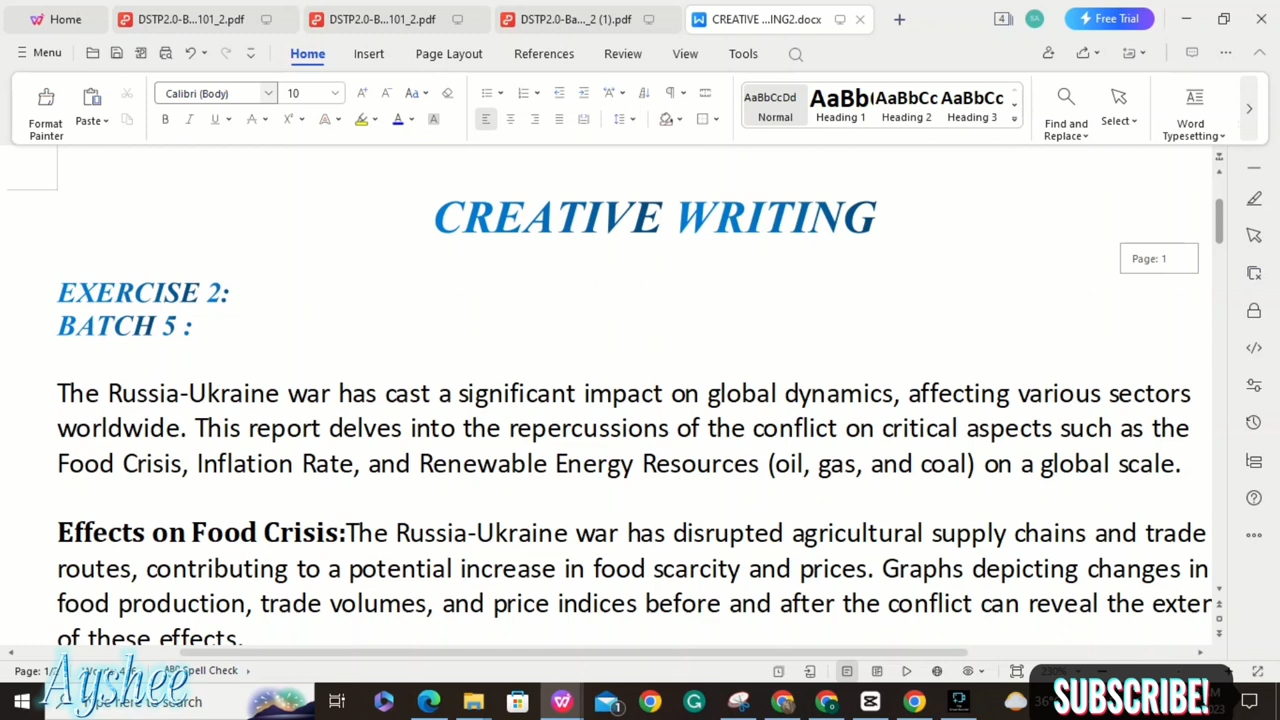 Home
DSTP2.0-B...101_2.pdf
DSTP2.0-B...101_2.pdf
DSTP2.0-Ba..._2 (1).pdf
CREATIVE ...ING2.docx
4
SA
Free Trial
Menu
Home
Insert
Page Layout
References
Review
View
Tools
Calibri (Body)
10
Format
Painter
Paste
AaBbCcDd
Normal
AaBb(
Heading 1
AaBbCc
Heading 2
AaBbCc
Heading 3
Find and
Replace
Select
Word
Typesetting
CREATIVE WRITING
Page: 1
EXERCISE 2:
BATCH 5 :
The Russia-Ukraine war has cast a significant impact on global dynamics, affecting various sectors
worldwide. This report delves into the repercussions of the conflict on critical aspects such as the
Food Crisis, Inflation Rate, and Renewable Energy Resources (oil, gas, and coal) on a global scale.
Effects on Food Crisis:The Russia-Ukraine war has disrupted agricultural supply chains and trade
routes, contributing to a potential increase in food scarcity and prices. Graphs depicting changes in
food production, trade volumes, and price indices before and after the conflict can reveal the exter
of these effects.
Page: 1
Spell Check
Ayshee
here to search
SUBSCRIBE!